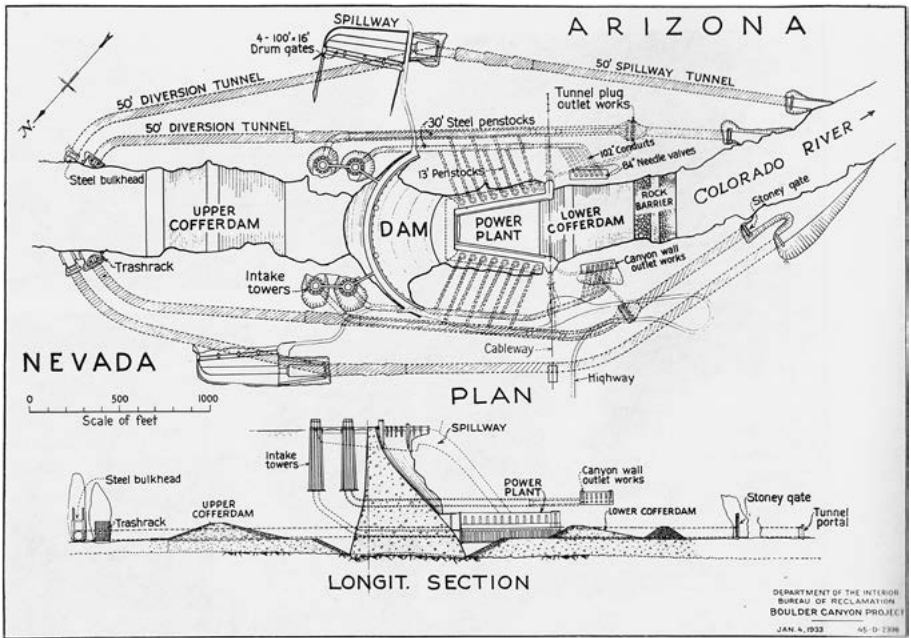 SPILLWAY
ARIZONA
4-100'x16'
Drum gates
50' DIVERSION TUNNEL
50' SPILLWAY TUNNEL
N.
50' DIVERSION TUNNEL
30' Steel penstocks
Tunnel plug
outlet works
102" Conduits
84" Needle valves
13' Penstocks
Steel bulkhead
COLORADO RIVER
Stoney gate
UPPER
COFFERDAM
DAM
POWER
PLANT
LOWER
COFFERDAM
ROCK
BARRIER
Trashrack
Intake
towers
Canyon wall
outlet works
NEVADA
Cableway
Highway
PLAN
0 500 1000
Scale of feet
SPILLWAY
Intake
towers
Steel bulkhead
Trashrack
UPPER
COFFERDAM
POWER
PLANT
Canyon wall
outlet works
LOWER COFFERDAM
Stoney gate
Tunnel
portal
LONGIT. SECTION
DEPARTMENT OF THE INTERIOR
BUREAU OF RECLAMATION
BOULDER CANYON PROJECT
JAN. 4, 1933